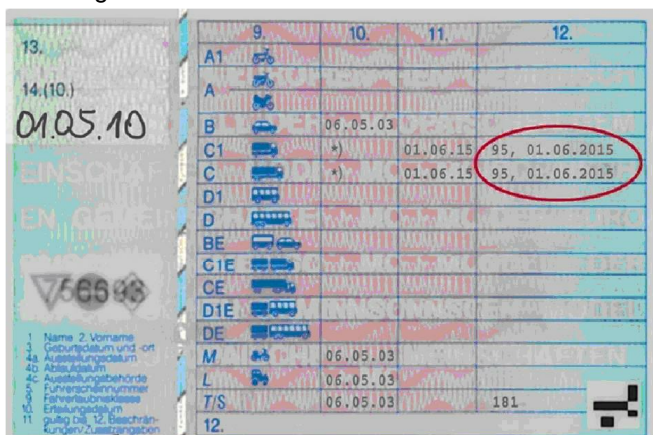 13.
14.(10.)
01.05.10
756693
1 Name 2. Vorname
3 Geburtsdatum und -ort
4a Ausstellungsdatum
4b Ablaufdatum
4c Ausstellungsbehörde
5 Führerscheinnummer
9 Fahrerlaubnisklasse
10. Erteilungsdatum
11 gültig bis 12. Beschrän-
kungen/Zusatzangaben
9. 10. 11. 12.
A1
A
B 06.05.03
C1 *) 01.06.15 95, 01.06.2015
C *) 01.06.15 95, 01.06.2015
D1
D
BE
C1E
CE
D1E
DE
M 06.05.03
L 06.05.03
T/S 06.05.03 181
12.